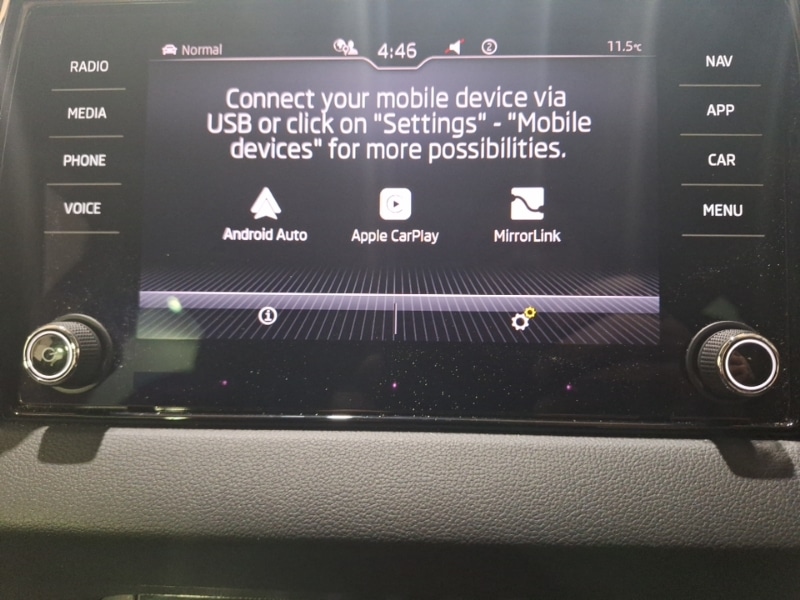 Normal 4:46 2 11.5°C
RADIO
MEDIA
PHONE
VOICE
Connect your mobile device via
USB or click on "Settings" - "Mobile
devices" for more possibilities.
Android Auto Apple CarPlay MirrorLink
NAV
APP
CAR
MENU